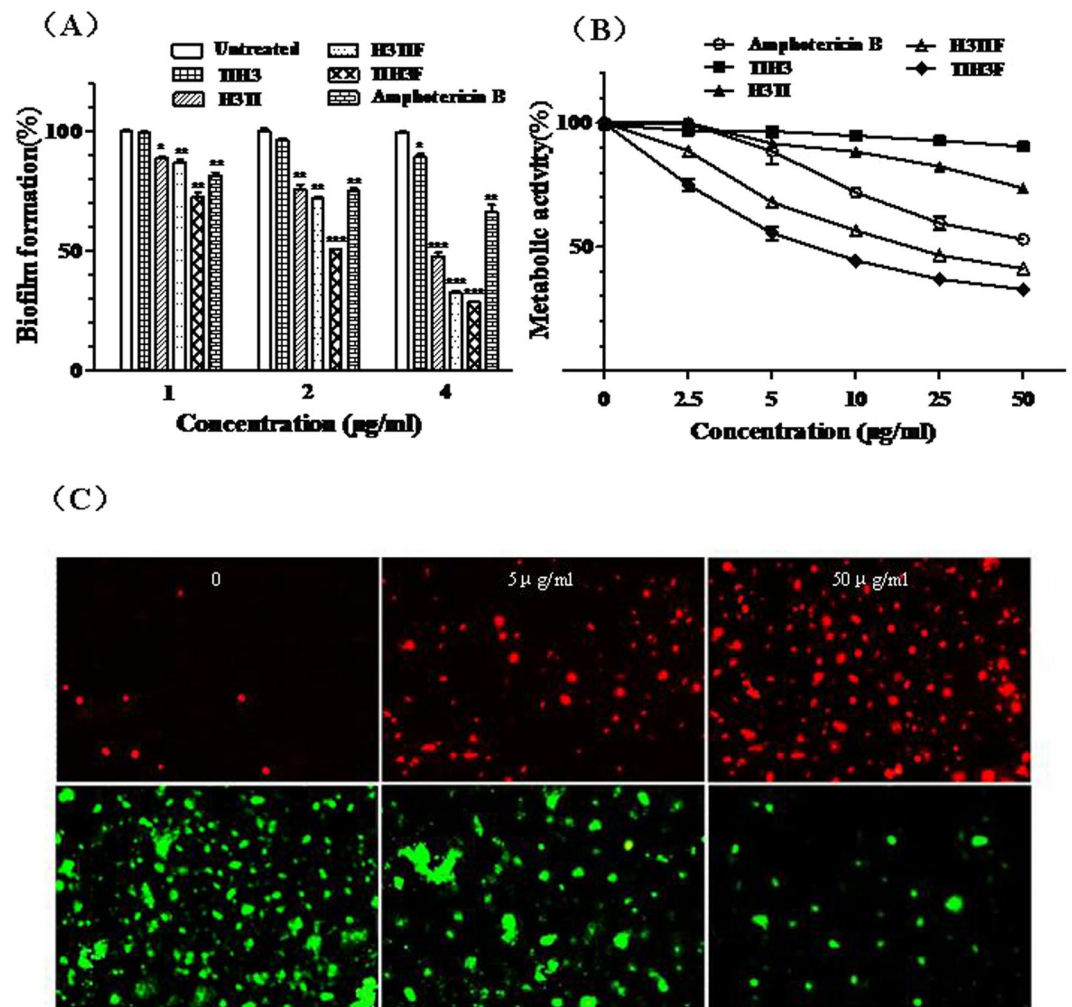 (A)
Untreated
TIH3
H3TI
H3TIF
TIH3F
Amphotericin B
Biofilm formation(%)
100
50
0
* ** ** **
** ** *** **
* *** *** *** **
1 2 4
Concentration (μg/ml)
(B)
Amphotericin B
TIH3
H3TI
H3TIF
TIH3F
Metabolic activity(%)
100
50
0 2.5 5 10 25 50
Concentration (μg/ml)
(C)
0 5 μ g/ml 50 μ g/ml